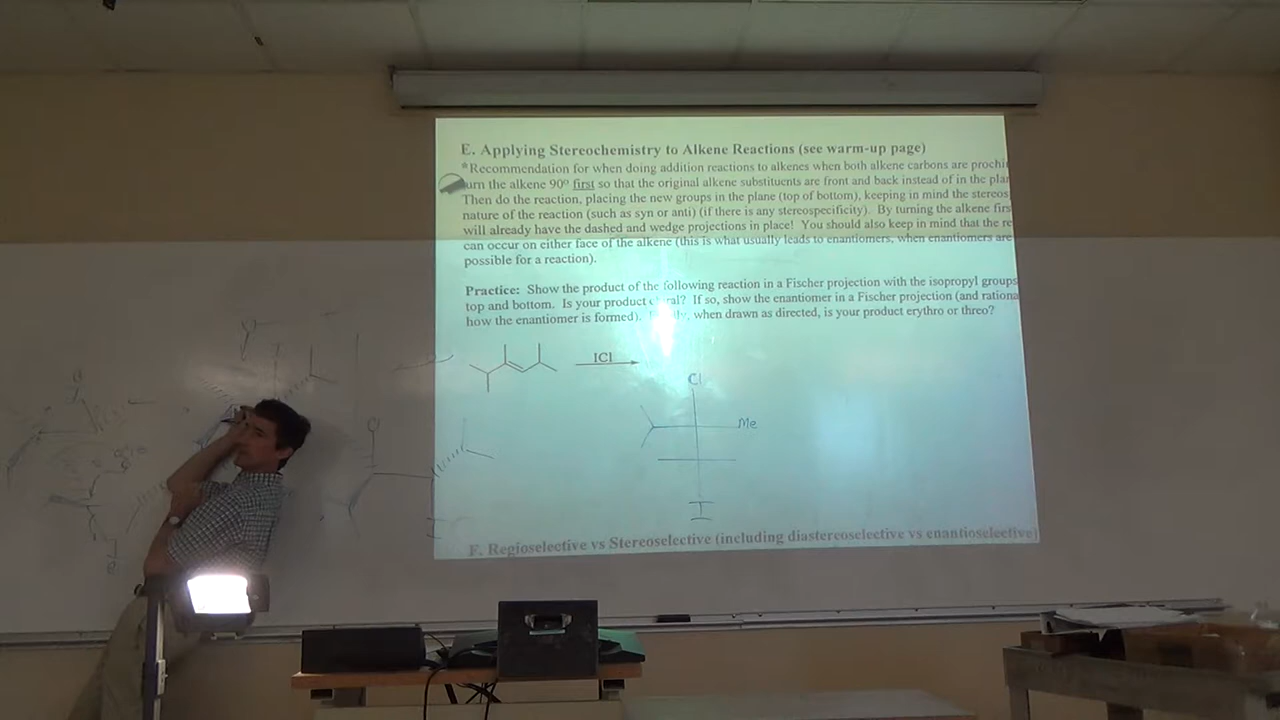 E. Applying Stereochemistry to Alkene Reactions (see warm-up page)
*Recommendation for when doing addition reactions to alkenes when both alkene carbons are
urn the alkene 90° first so that the original alkene substituents are front and back instead of in the
Then do the reaction, placing the new groups in the plane (top of bottom), keeping in mind the
nature of the reaction (such as syn or anti) (if there is any stereospecificity). By turning the alkene
will already have the dashed and wedge projections in place! You should also keep in mind that the
can occur on either face of the alkene (this is what usually leads to enantiomers, when enantiomers are
possible for a reaction).
Practice: Show the product of the following reaction in a Fischer projection with the isopropyl groups
top and bottom. Is your product If so, show the enantiomer in a Fischer projection (and
how the enantiomer is formed). when drawn as directed, is your product erythro or threo?
ICl
Cl
Me
I
F. Regioselective vs Stereoselective (including diastereoselective vs enantioselective)